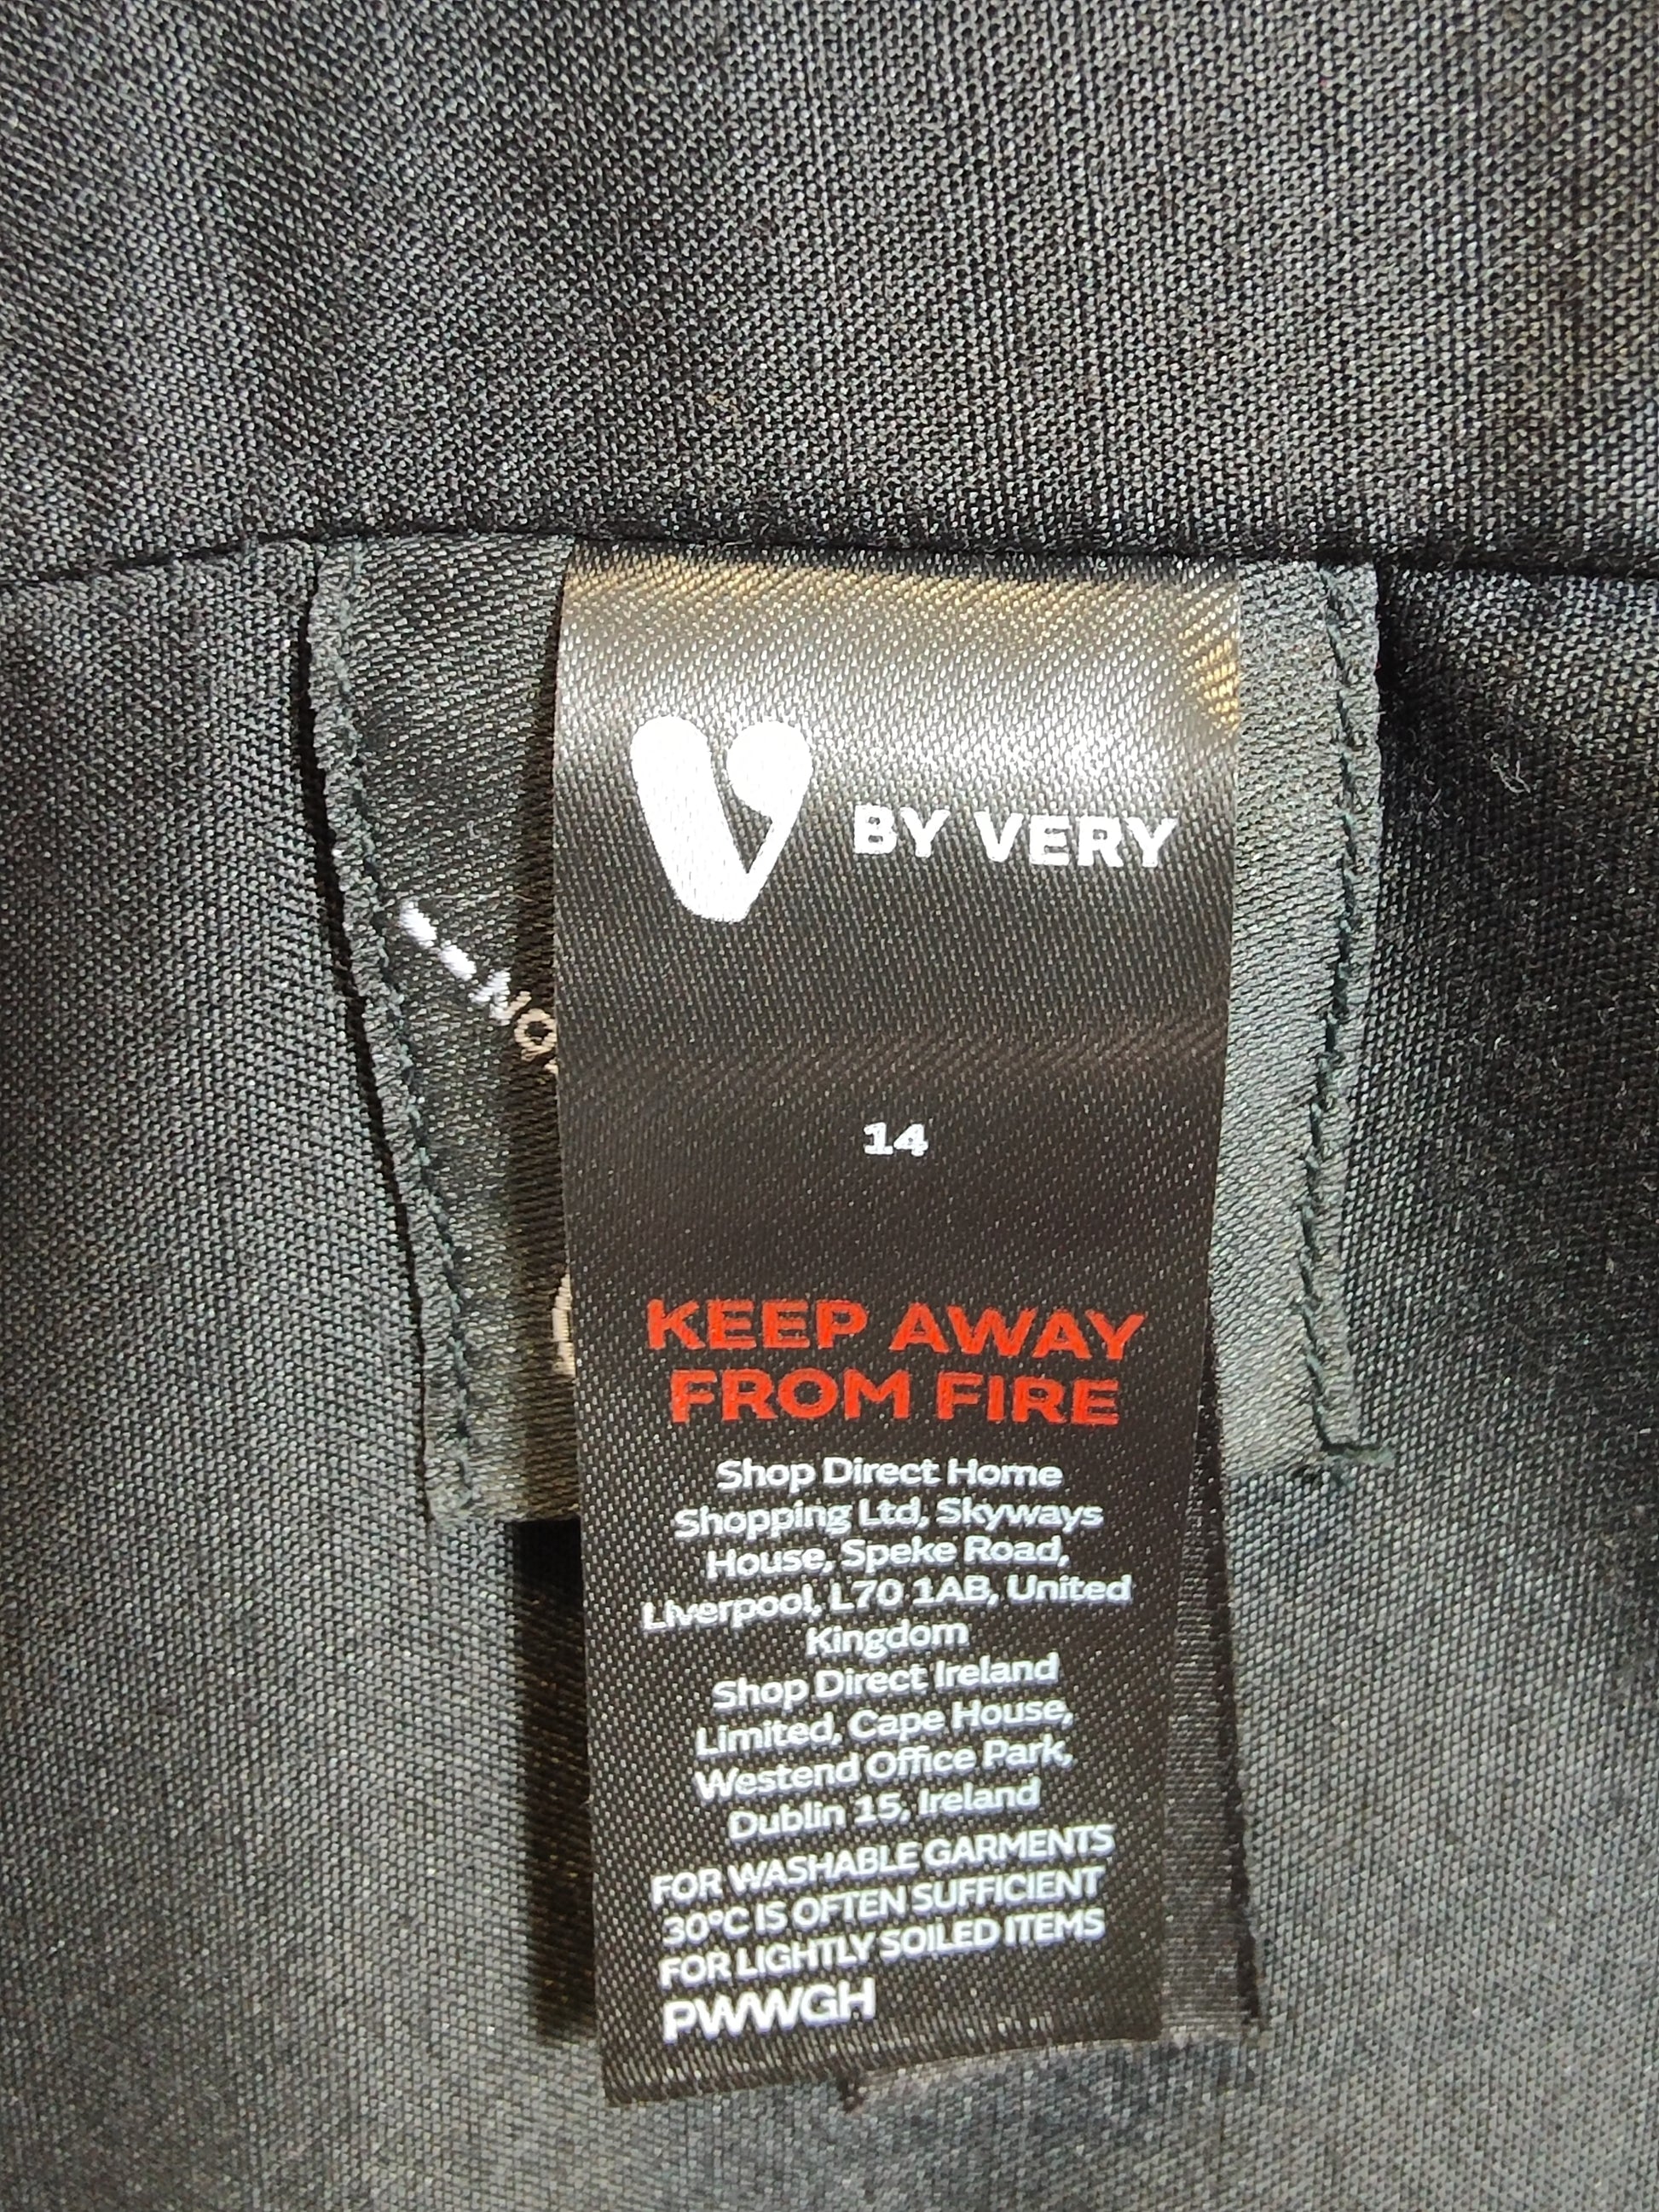 V BY VERY
14
KEEP AWAY
FROM FIRE
Shop Direct Home
Shopping Ltd, Skyways
House, Speke Road,
Liverpool, L70 1AB, United
Kingdom
Shop Direct Ireland
Limited, Cape House,
Westend Office Park,
Dublin 15, Ireland
FOR WASHABLE GARMENTS
30°C IS OFTEN SUFFICIENT
FOR LIGHTLY SOILED ITEMS
PWWGH